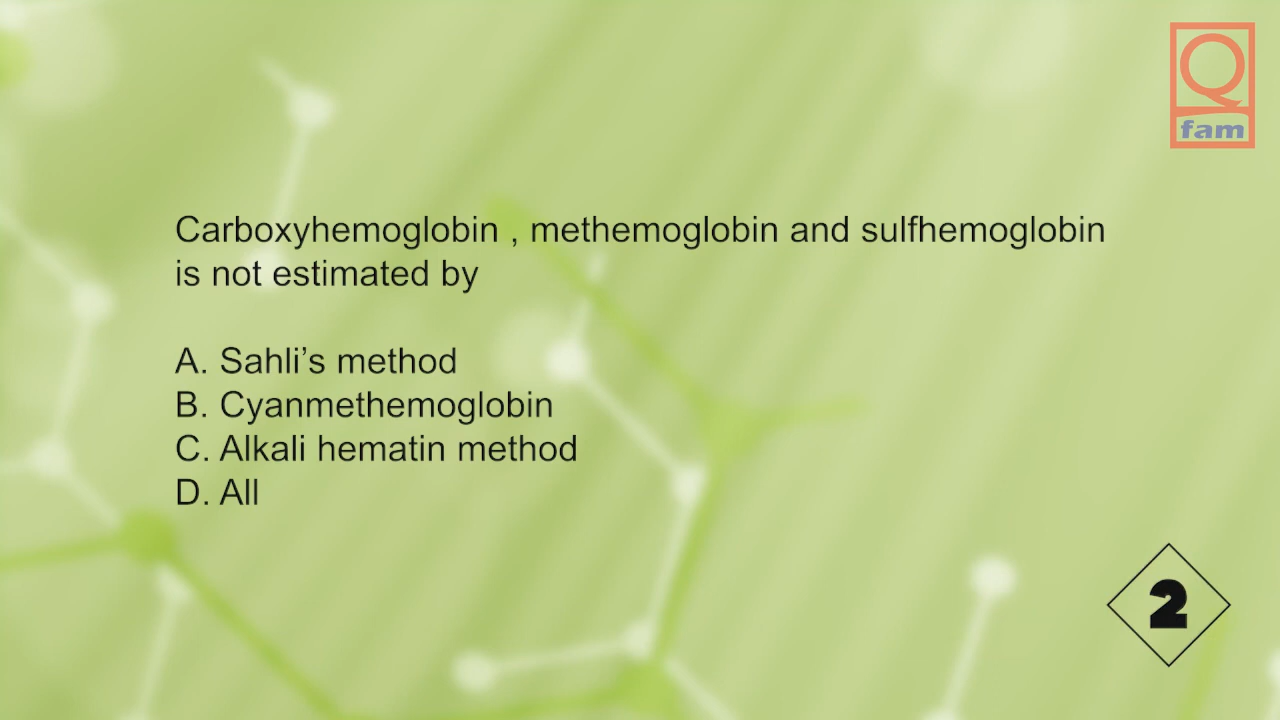 Q
fam
Carboxyhemoglobin , methemoglobin and sulfhemoglobin
is not estimated by
A. Sahli’s method
B. Cyanmethemoglobin
C. Alkali hematin method
D. All
2